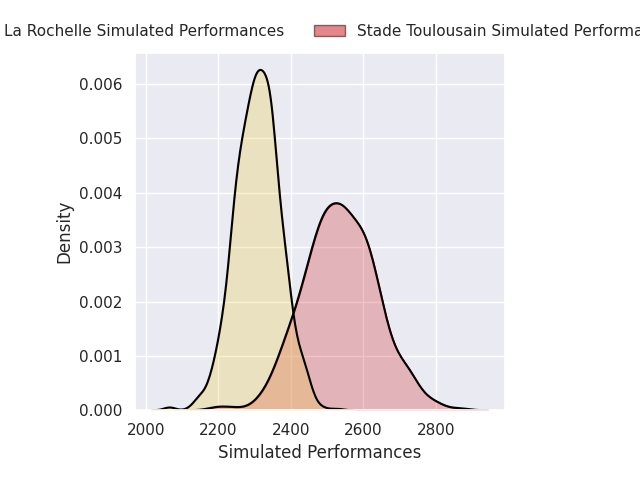 La Rochelle Simulated Performances
Stade Toulousain Simulated Performa
0.006
0.005
0.004
0.003
0.002
0.001
0.000
Density
2000 2200 2400 2600 2800
Simulated Performances